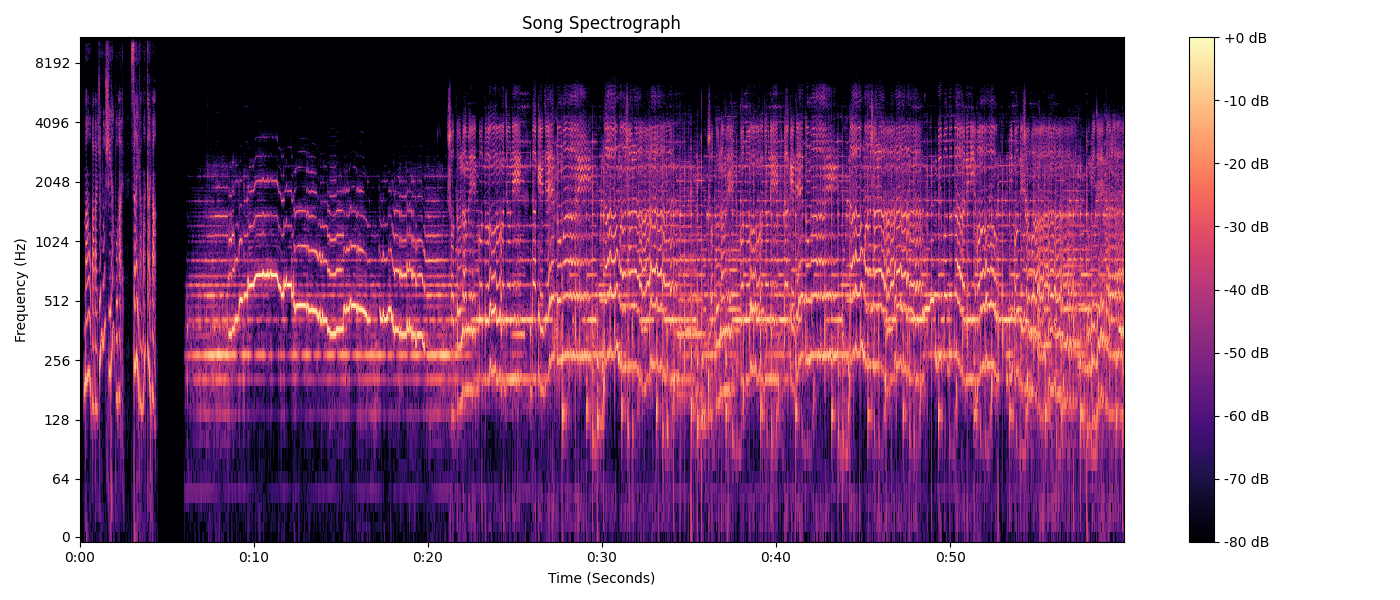 Song Spectrograph
Frequency (Hz)
8192
4096
2048
1024
512
256
128
64
0
0:00
0:10
0:20
0:30
0:40
0:50
Time (Seconds)
+0 dB
-10 dB
-20 dB
-30 dB
-40 dB
-50 dB
-60 dB
-70 dB
-80 dB